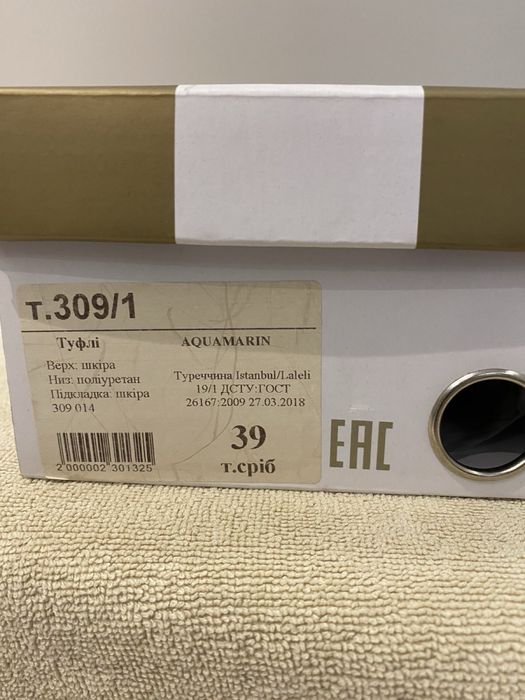 т.309/1
Туфлі AQUAMARIN
Верх: шкіра
Низ: поліуретан
Підкладка: шкіра
309 014
Туреччина Istanbul/Laleli
19/1 ДСТУ:ГОСТ
26167:2009 27.03.2018
39
т.сріб
2 000002 301325
EAC